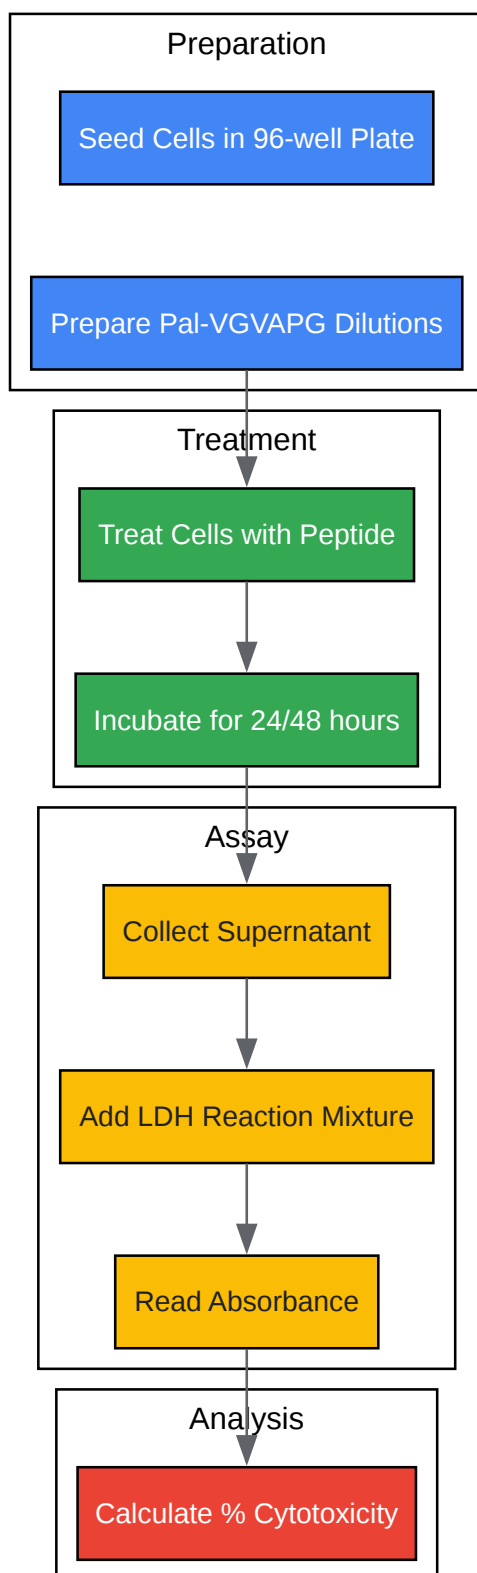 Preparation
Seed Cells in 96-well Plate
Prepare Pal-VGVAPG Dilutions
Treatment
Treat Cells with Peptide
Incubate for 24/48 hours
Assay
Collect Supernatant
Add LDH Reaction Mixture
Read Absorbance
Analysis
Calculate % Cytotoxicity